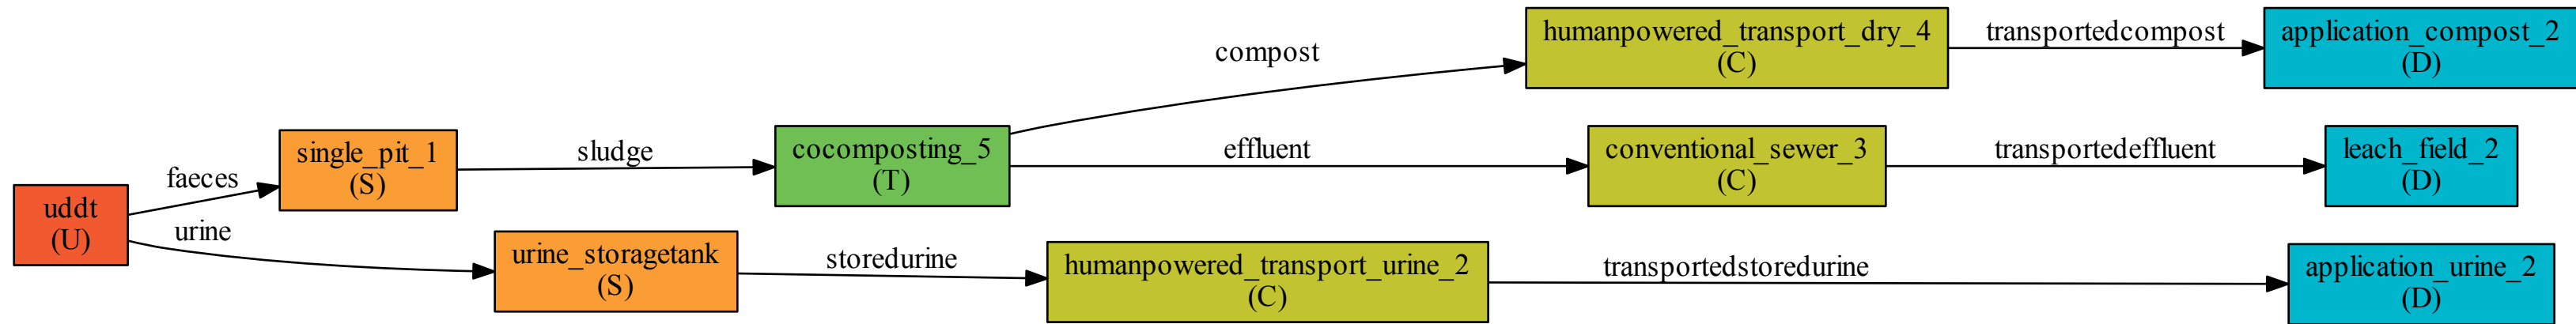 uddt
(U)
faeces
urine
single_pit_1
(S)
sludge
urine_storagetank
(S)
storedurine
cocomposting_5
(T)
compost
effluent
humanpowered_transport_urine_2
(C)
transportedstoredurine
humanpowered_transport_dry_4
(C)
transportedcompost
conventional_sewer_3
(C)
transportedeffluent
application_compost_2
(D)
leach_field_2
(D)
application_urine_2
(D)